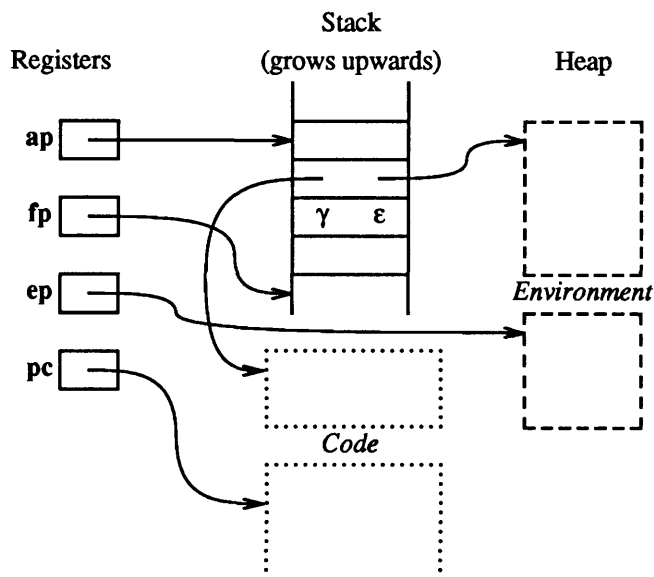 Stack
Registers
(grows upwards)
Heap
ap
fp
γ ε
ep
Environment
pc
Code